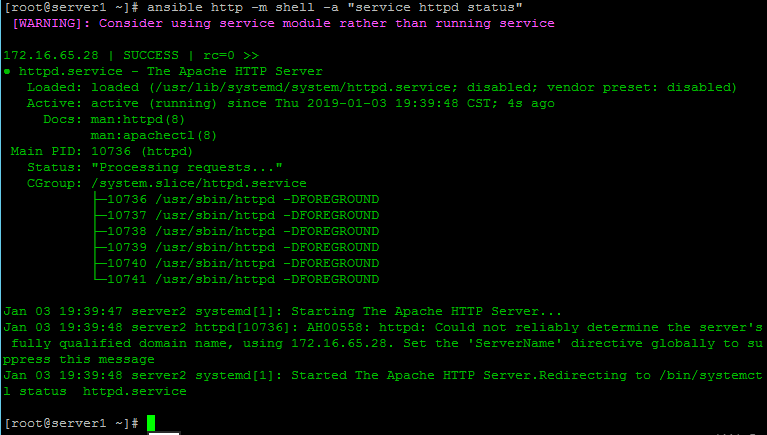 [root@server1 ~]# ansible http -m shell -a "service httpd status"
 [WARNING]: Consider using service module rather than running service
172.16.65.28 | SUCCESS | rc=0 >>
● httpd.service - The Apache HTTP Server
   Loaded: loaded (/usr/lib/systemd/system/httpd.service; disabled; vendor preset: disabled)
   Active: active (running) since Thu 2019-01-03 19:39:48 CST; 4s ago
     Docs: man:httpd(8)
           man:apachectl(8)
 Main PID: 10736 (httpd)
   Status: "Processing requests..."
   CGroup: /system.slice/httpd.service
           ├─10736 /usr/sbin/httpd -DFOREGROUND
           ├─10737 /usr/sbin/httpd -DFOREGROUND
           ├─10738 /usr/sbin/httpd -DFOREGROUND
           ├─10739 /usr/sbin/httpd -DFOREGROUND
           ├─10740 /usr/sbin/httpd -DFOREGROUND
           └─10741 /usr/sbin/httpd -DFOREGROUND
Jan 03 19:39:47 server2 systemd[1]: Starting The Apache HTTP Server...
Jan 03 19:39:48 server2 httpd[10736]: AH00558: httpd: Could not reliably determine the server's
 fully qualified domain name, using 172.16.65.28. Set the 'ServerName' directive globally to su
ppress this message
Jan 03 19:39:48 server2 systemd[1]: Started The Apache HTTP Server.Redirecting to /bin/systemct
l status  httpd.service
[root@server1 ~]#